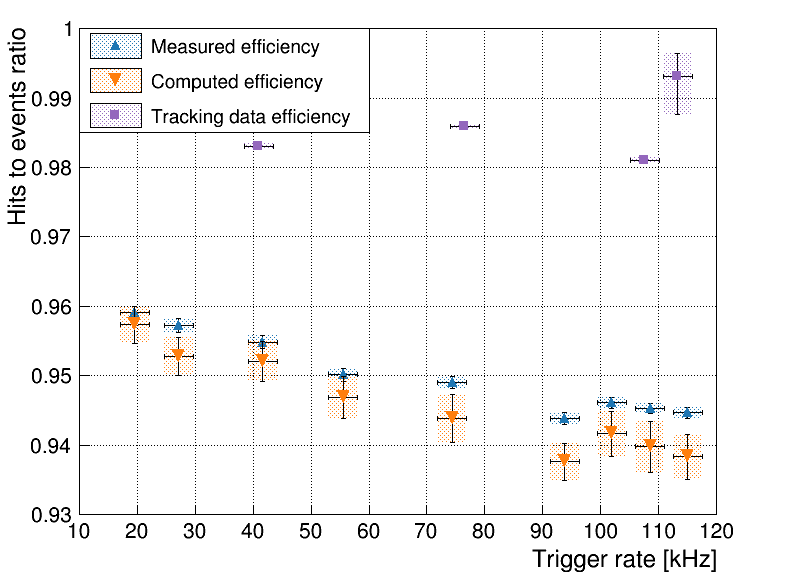 Hits to events ratio
1
0.99
0.98
0.97
0.96
0.95
0.94
0.93
Measured efficiency
Computed efficiency
Tracking data efficiency
10 20 30 40 50 60 70 80 90 100 110 120
Trigger rate [kHz]